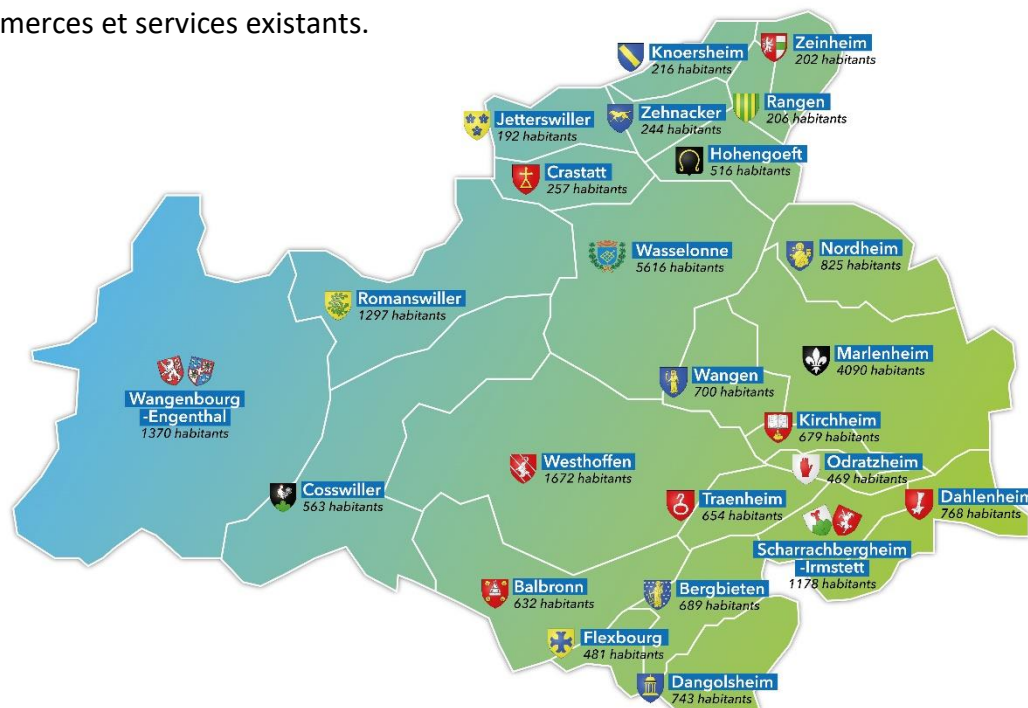 merces et services existants.
Zeinheim
202 habitants
Knoersheim
216 habitants
Rangen
206 habitants
Zehnacker
244 habitants
Jetterswiller
192 habitants
Hohengoeft
516 habitants
Crastatt
257 habitants
Wasselonne
5616 habitants
Nordheim
825 habitants
Romanswiller
1297 habitants
Marlenheim
4090 habitants
Wangen
700 habitants
Wangenbourg
-Engenthal
1370 habitants
Kirchheim
679 habitants
Westhoffen
1672 habitants
Odratzheim
469 habitants
Cosswiller
563 habitants
Traenheim
654 habitants
Dahlenheim
768 habitants
Scharrachbergheim
-Irmstett
1178 habitants
Balbronn
632 habitants
Bergbieten
689 habitants
Flexbourg
481 habitants
Dangolsheim
743 habitants